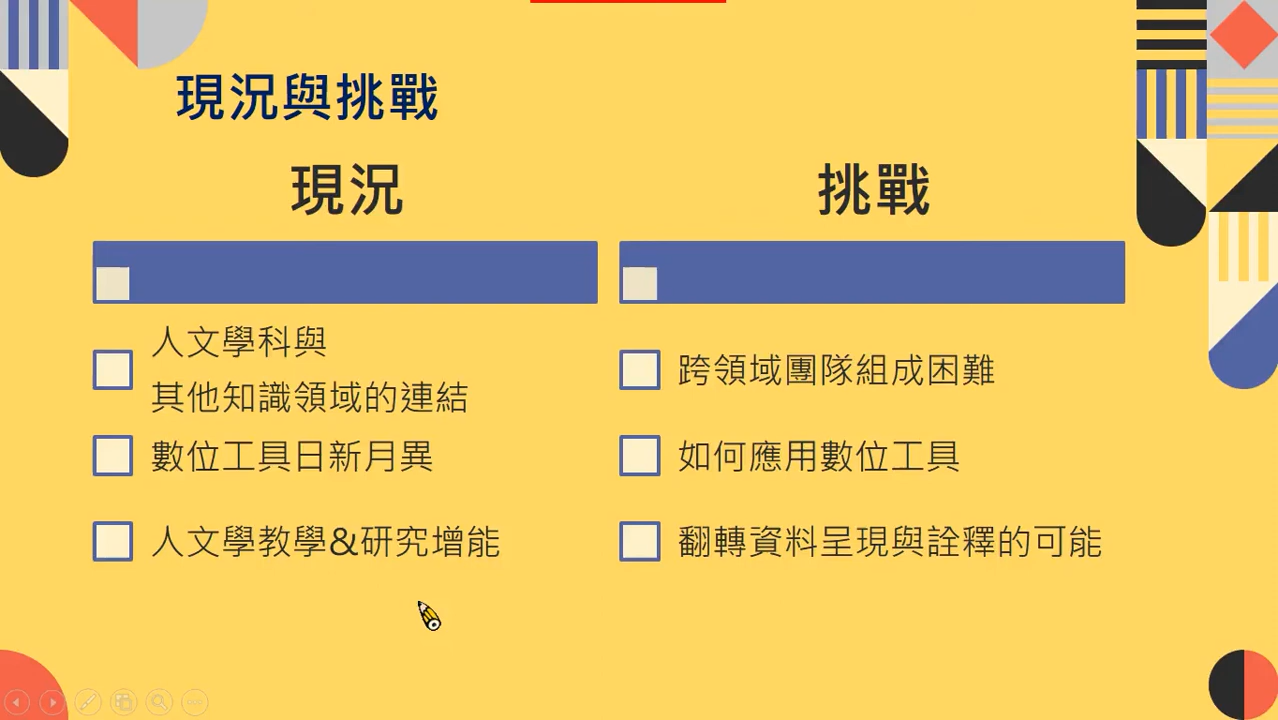 現況與挑戰
現況
人文學科與
其他知識領域的連結
數位工具日新月異
人文學教學&研究增能
挑戰
跨領域團隊組成困難
如何應用數位工具
翻轉資料呈現與詮釋的可能